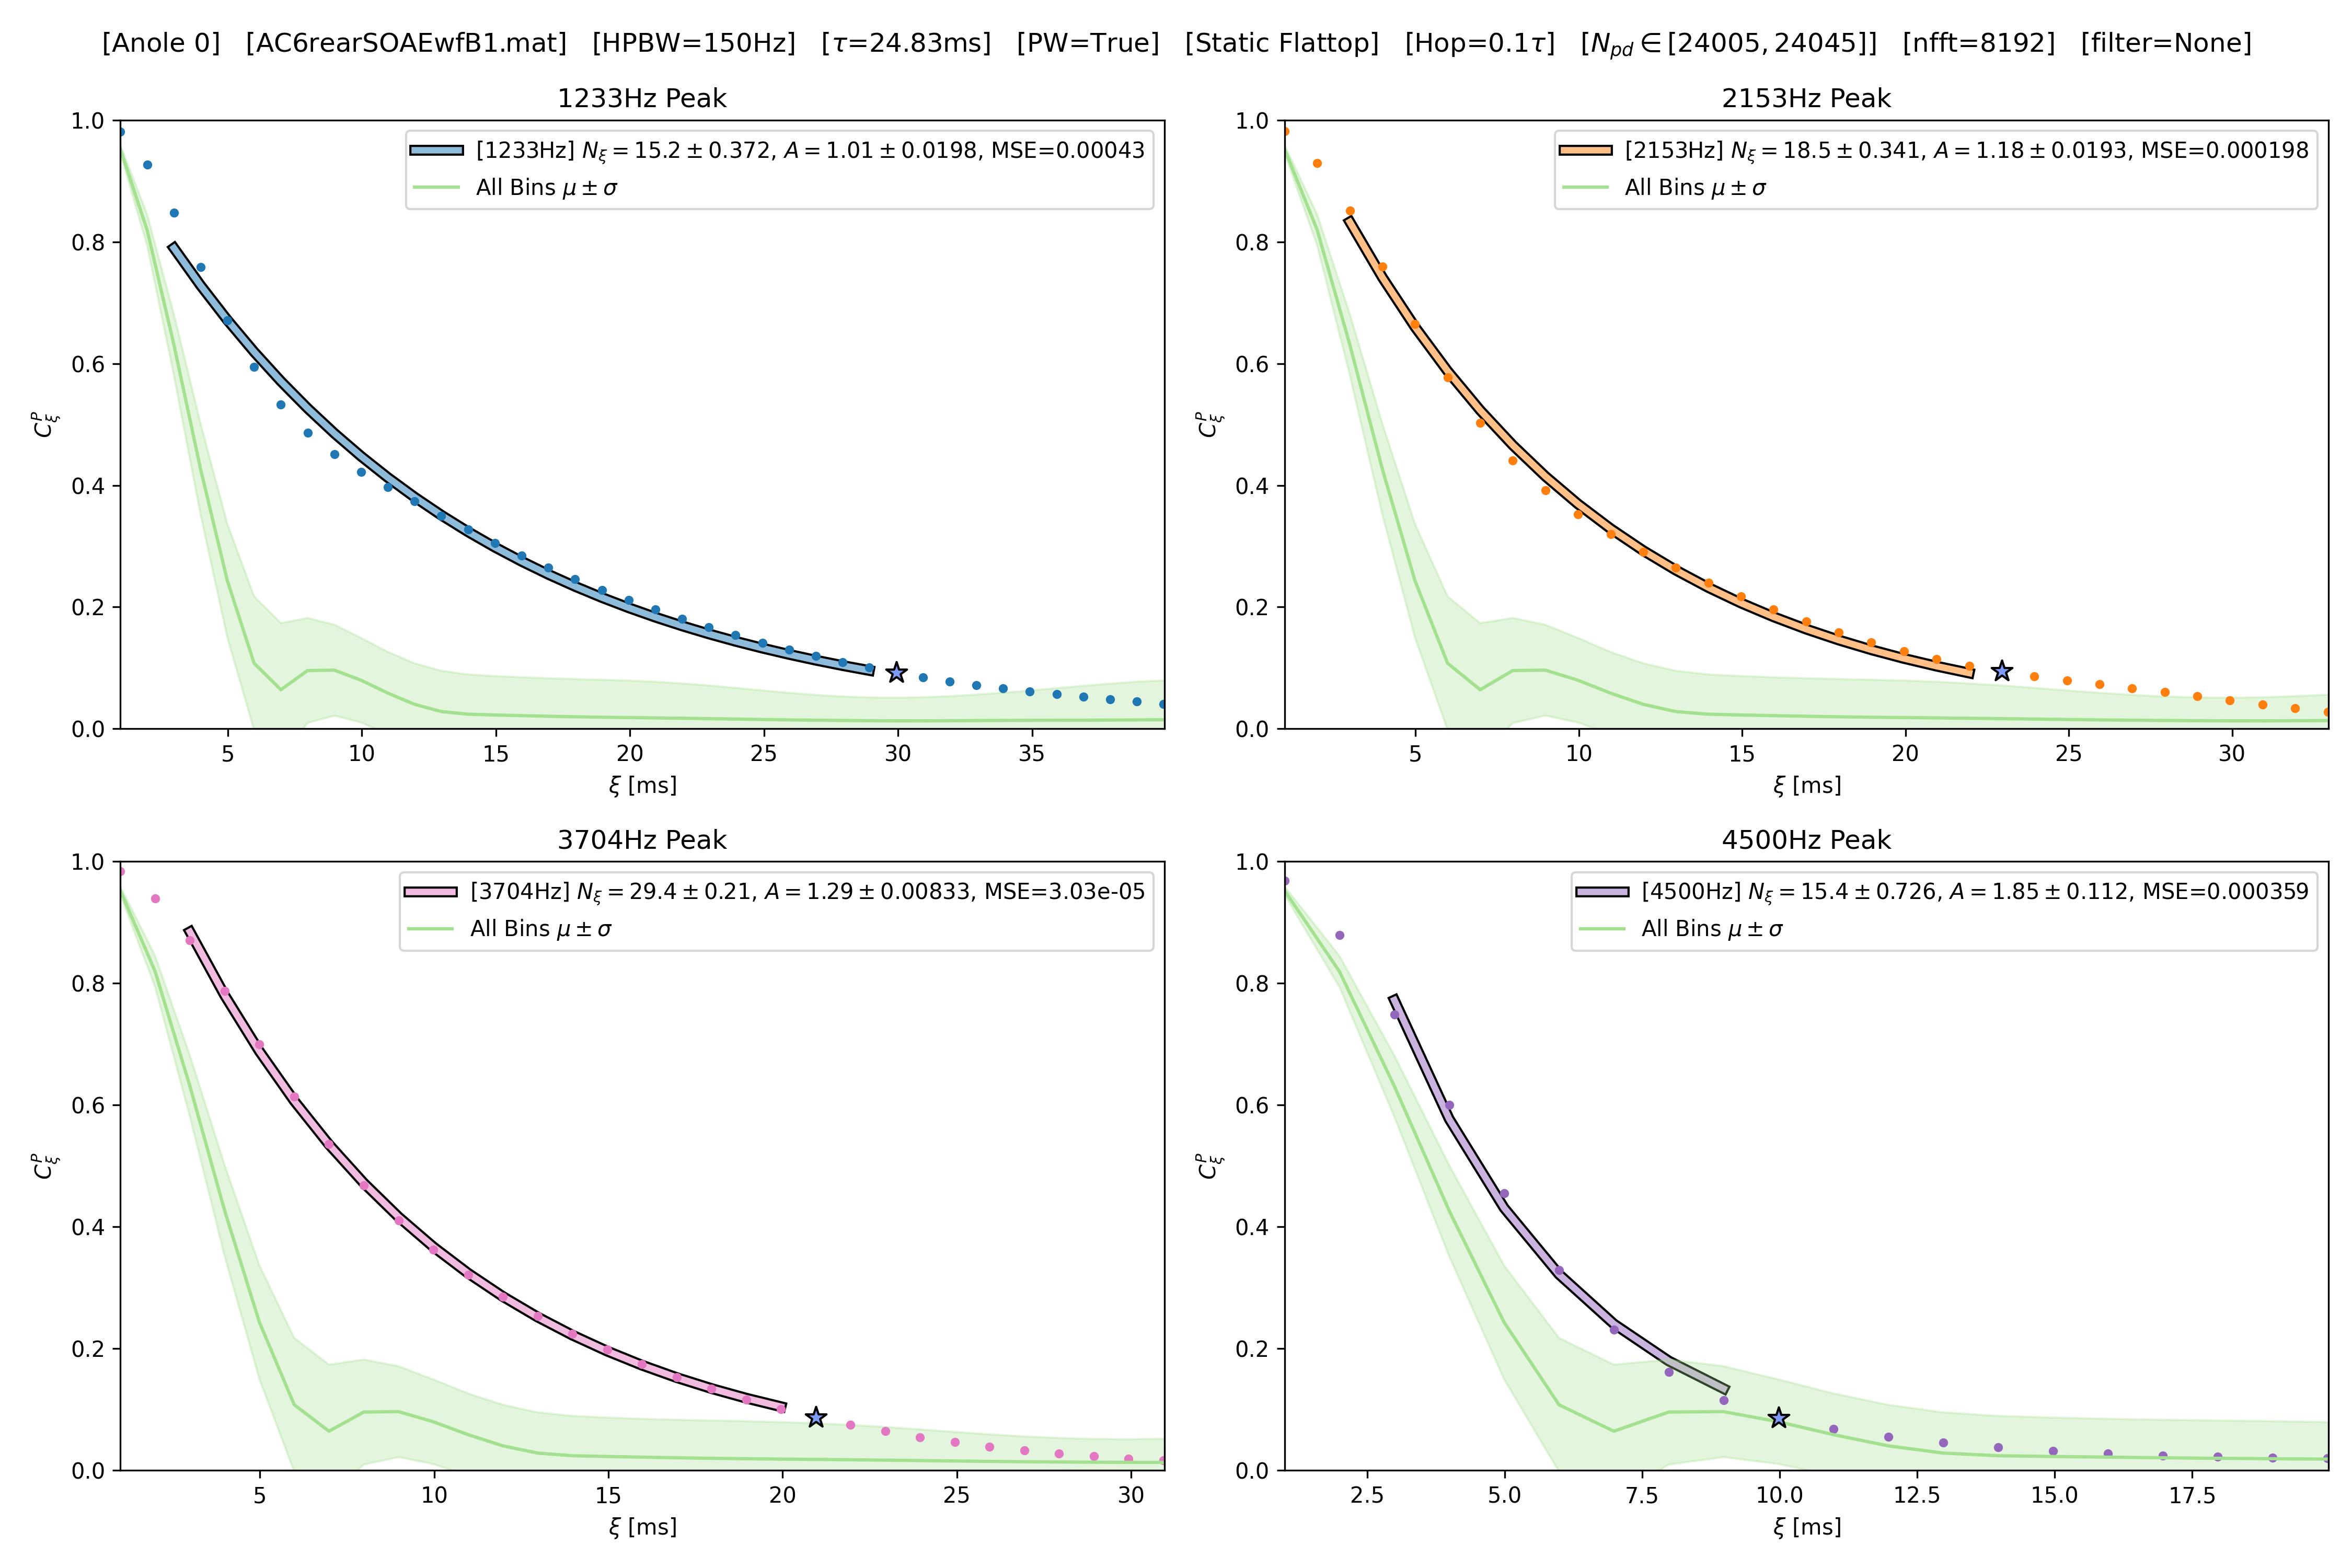 [Anole 0] [AC6rearSOAEwfB1.mat] [HPBW=150Hz] [τ=24.83ms] [PW=True] [Static Flattop] [Hop=0.1τ] [N_pd ∈ [24005, 24045]] [nfft=8192] [filter=None]
1233Hz Peak
[1233Hz] N_ξ = 15.2 ± 0.372, A = 1.01 ± 0.0198, MSE=0.00043
All Bins μ ± σ
1.0
0.8
0.6
0.4
0.2
0.0
C_ξ^P
5 10 15 20 25 30 35
ξ [ms]
2153Hz Peak
[2153Hz] N_ξ = 18.5 ± 0.341, A = 1.18 ± 0.0193, MSE=0.000198
All Bins μ ± σ
1.0
0.8
0.6
0.4
0.2
0.0
C_ξ^P
5 10 15 20 25 30
ξ [ms]
3704Hz Peak
[3704Hz] N_ξ = 29.4 ± 0.21, A = 1.29 ± 0.00833, MSE=3.03e-05
All Bins μ ± σ
1.0
0.8
0.6
0.4
0.2
0.0
C_ξ^P
5 10 15 20 25 30
ξ [ms]
4500Hz Peak
[4500Hz] N_ξ = 15.4 ± 0.726, A = 1.85 ± 0.112, MSE=0.000359
All Bins μ ± σ
1.0
0.8
0.6
0.4
0.2
0.0
C_ξ^P
2.5 5.0 7.5 10.0 12.5 15.0 17.5
ξ [ms]